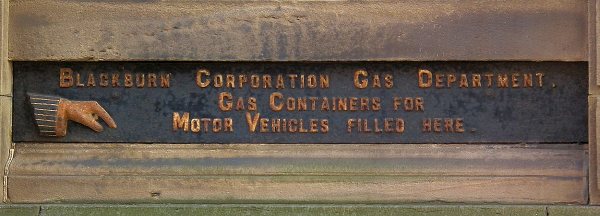 Blackburn Corporation Gas Department.
Gas Containers for
Motor Vehicles filled here.